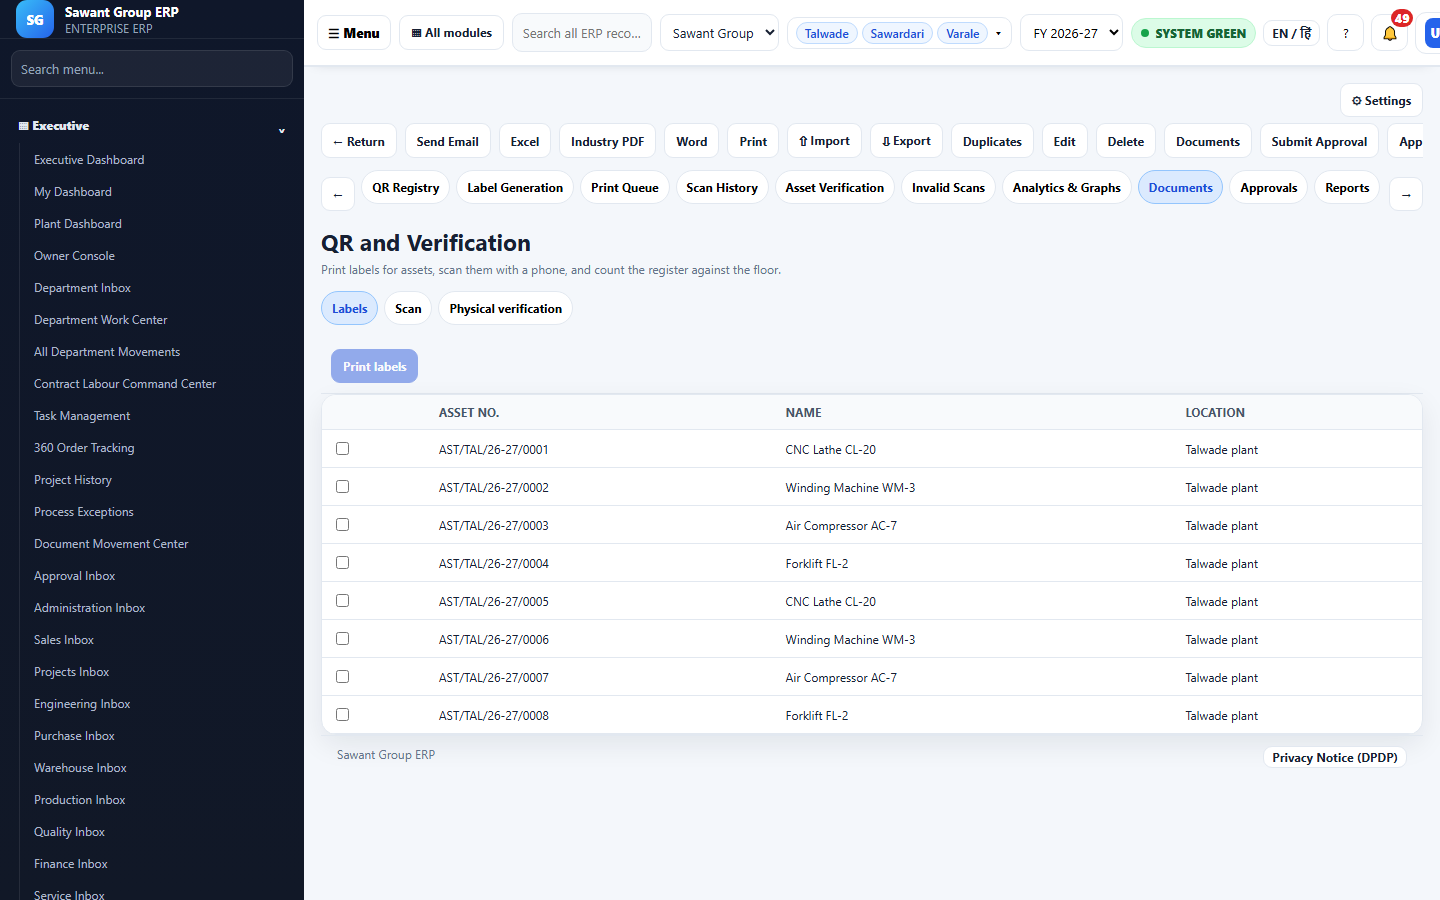 SG
Sawant Group ERP
ENTERPRISE ERP
Search menu...
Executive
Executive Dashboard
My Dashboard
Plant Dashboard
Owner Console
Department Inbox
Department Work Center
All Department Movements
Contract Labour Command Center
Task Management
360 Order Tracking
Project History
Process Exceptions
Document Movement Center
Approval Inbox
Administration Inbox
Sales Inbox
Projects Inbox
Engineering Inbox
Purchase Inbox
Warehouse Inbox
Production Inbox
Quality Inbox
Finance Inbox
Service Inbox
☰ Menu
All modules
Search all ERP reco...
Sawant Group
Talwade Sawardari Varale
FY 2026-27
SYSTEM GREEN
EN / हिं
?
49
U
⚙ Settings
← Return Send Email Excel Industry PDF Word Print ⇧ Import ⇩ Export Duplicates Edit Delete Documents Submit Approval App
← QR Registry Label Generation Print Queue Scan History Asset Verification Invalid Scans Analytics & Graphs Documents Approvals Reports →
QR and Verification
Print labels for assets, scan them with a phone, and count the register against the floor.
Labels Scan Physical verification
Print labels
ASSET NO. NAME LOCATION
AST/TAL/26-27/0001 CNC Lathe CL-20 Talwade plant
AST/TAL/26-27/0002 Winding Machine WM-3 Talwade plant
AST/TAL/26-27/0003 Air Compressor AC-7 Talwade plant
AST/TAL/26-27/0004 Forklift FL-2 Talwade plant
AST/TAL/26-27/0005 CNC Lathe CL-20 Talwade plant
AST/TAL/26-27/0006 Winding Machine WM-3 Talwade plant
AST/TAL/26-27/0007 Air Compressor AC-7 Talwade plant
AST/TAL/26-27/0008 Forklift FL-2 Talwade plant
Sawant Group ERP
Privacy Notice (DPDP)